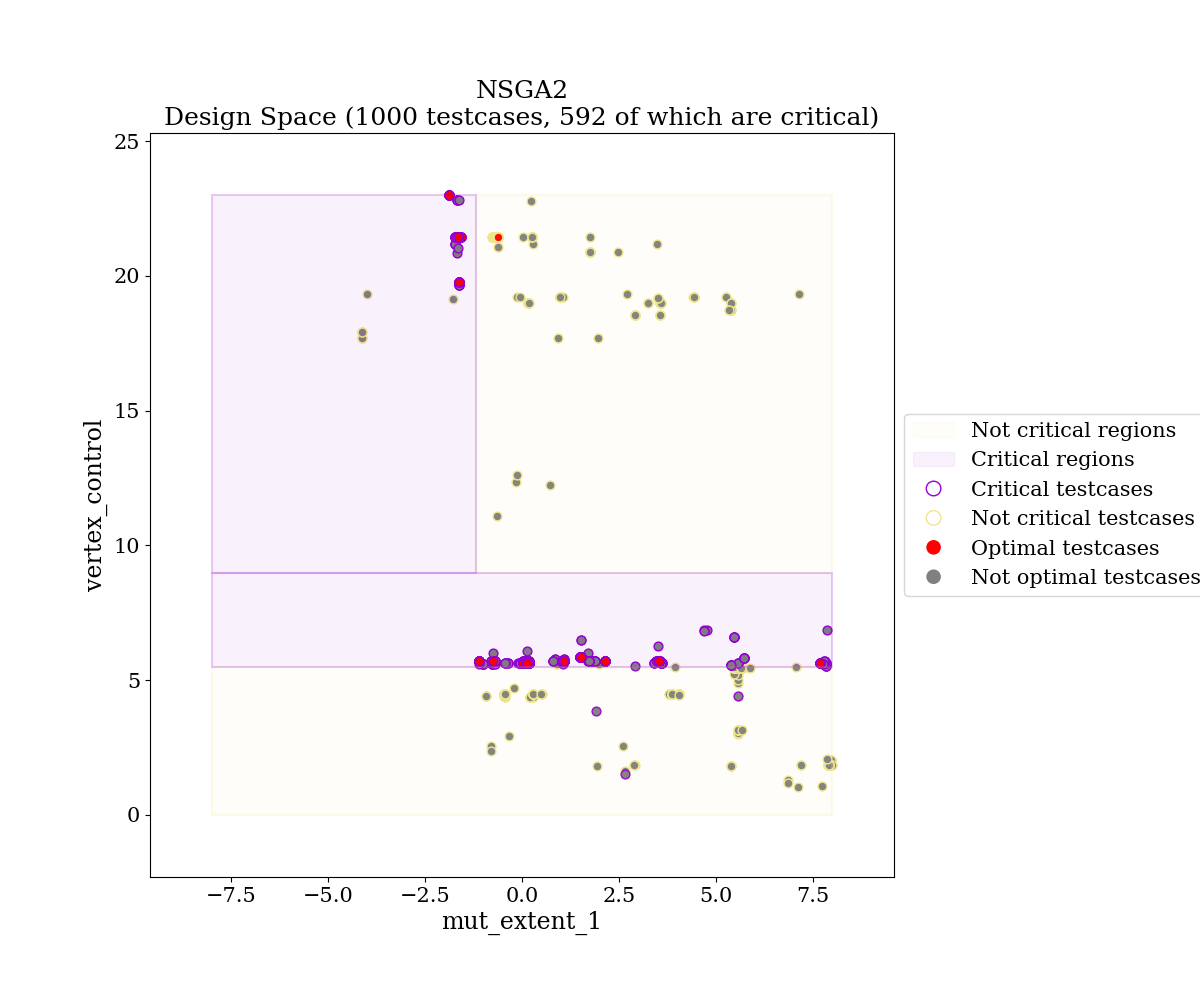 NSGA2
Design Space (1000 testcases, 592 of which are critical)
25
20
15
10
5
0
vertex_control
−7.5
−5.0
−2.5
0.0
2.5
5.0
7.5
mut_extent_1
Not critical regions
Critical regions
Critical testcases
Not critical testcases
Optimal testcases
Not optimal testcases